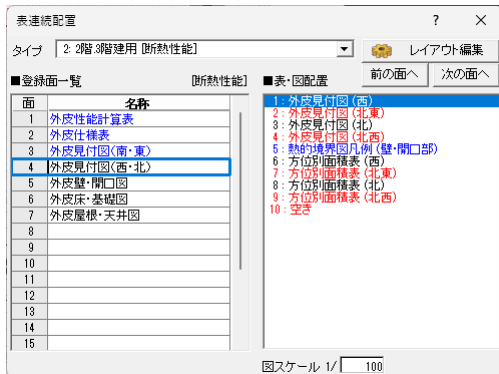 表連続配置
? ×
タイプ 2: 2階.3階建用 [断熱性能]
レイアウト編集
■登録面一覧 [断熱性能]
■表・図配置
前の面へ 次の面へ
面 名称
1 外皮性能計算表
2 外皮仕様表
3 外皮見付図(南・東)
4 外皮見付図(西・北)
5 外皮壁・開口図
6 外皮床・基礎図
7 外皮屋根・天井図
8
9
10
11
12
13
14
15
1: 外皮見付図(西)
2: 外皮見付図(北東)
3: 外皮見付図(北)
4: 外皮見付図(北西)
5: 熱的境界図凡例(壁・開口部)
6: 方位別面積表(西)
7: 方位別面積表(北東)
8: 方位別面積表(北)
9: 方位別面積表(北西)
10: 空き
図スケール 1/ 100